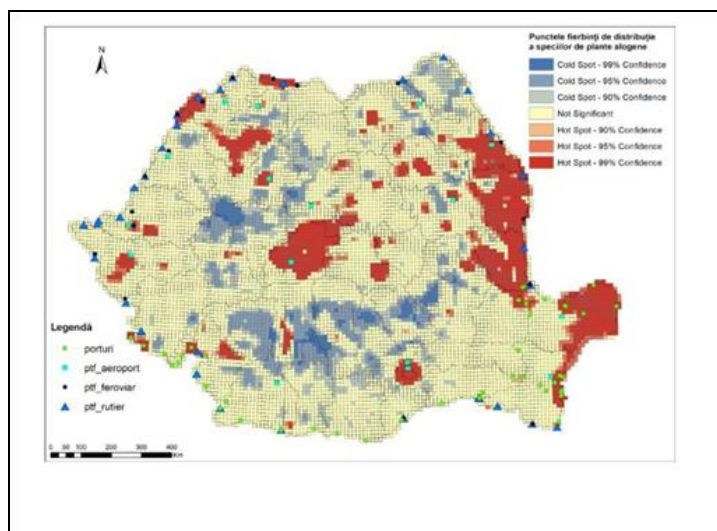 Punctele fierbinți de distribuție
a speciilor de plante alogene
N
Cold Spot - 99% Confidence
Cold Spot - 95% Confidence
Cold Spot - 90% Confidence
Not Significant
Hot Spot - 90% Confidence
Hot Spot - 95% Confidence
Hot Spot - 99% Confidence
Legendă
porturi
ptf_aeroport
ptf_feroviar
ptf_rutier
0 50 100 200 300 400
Km